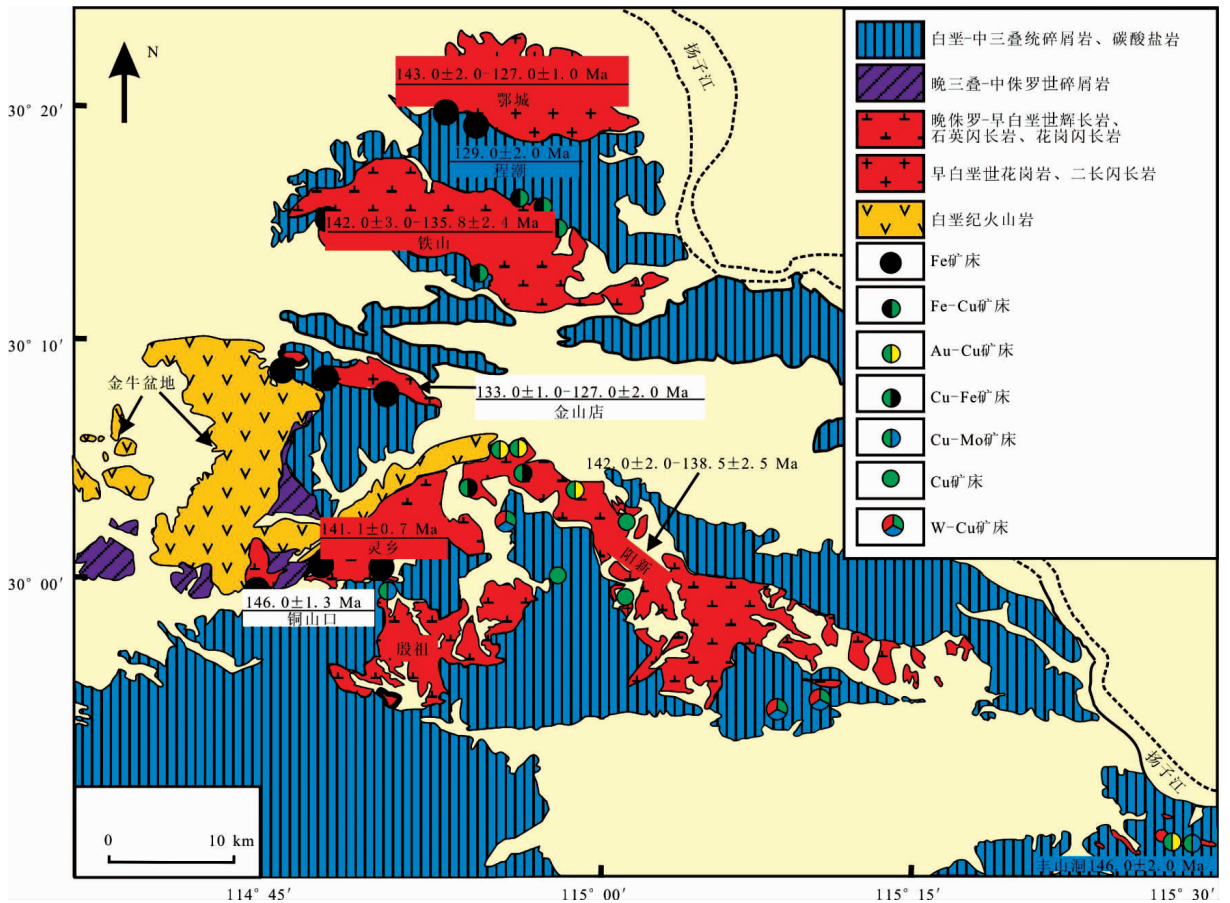 N
30° 20′
30° 10′
30° 00′
114° 45′
115° 00′
115° 15′
115° 30′
0
10 km
扬子江
143.0±2.0-127.0±1.0 Ma
鄂城
129.0±2.0 Ma
程潮
142.0±3.0-135.8±2.4 Ma
铁山
金牛盆地
133.0±1.0-127.0±2.0 Ma
金山店
142.0±2.0-138.5±2.5 Ma
阳新
141.1±0.7 Ma
灵乡
146.0±1.3 Ma
铜山口
殷祖
扬子江
丰山洞146.0±2.0 Ma
白垩-中三叠统碎屑岩、碳酸盐岩
晚三叠-中侏罗世碎屑岩
晚侏罗-早白垩世辉长岩、
石英闪长岩、花岗闪长岩
早白垩世花岗岩、二长闪长岩
白垩纪火山岩
Fe矿床
Fe-Cu矿床
Au-Cu矿床
Cu-Fe矿床
Cu-Mo矿床
Cu矿床
W-Cu矿床